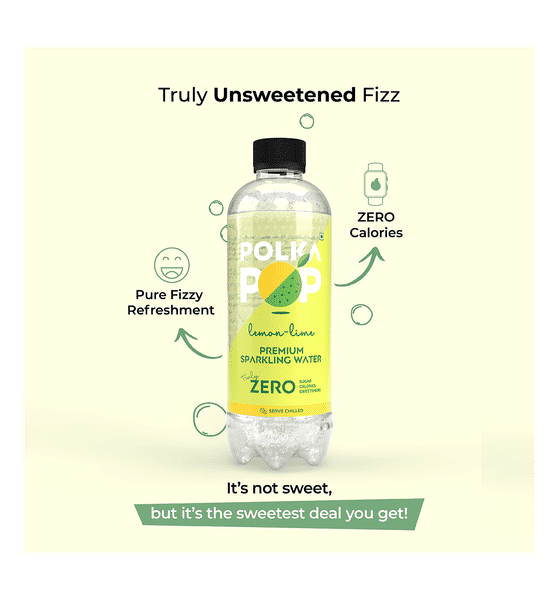 Truly Unsweetened Fizz
ZERO
Calories
Pure Fizzy
Refreshment
POLKA
POP
lemon-lime
PREMIUM
SPARKLING WATER
Truly
ZERO
SUGAR
CALORIES
SWEETENERS
SERVE CHILLED
It's not sweet,
but it's the sweetest deal you get!